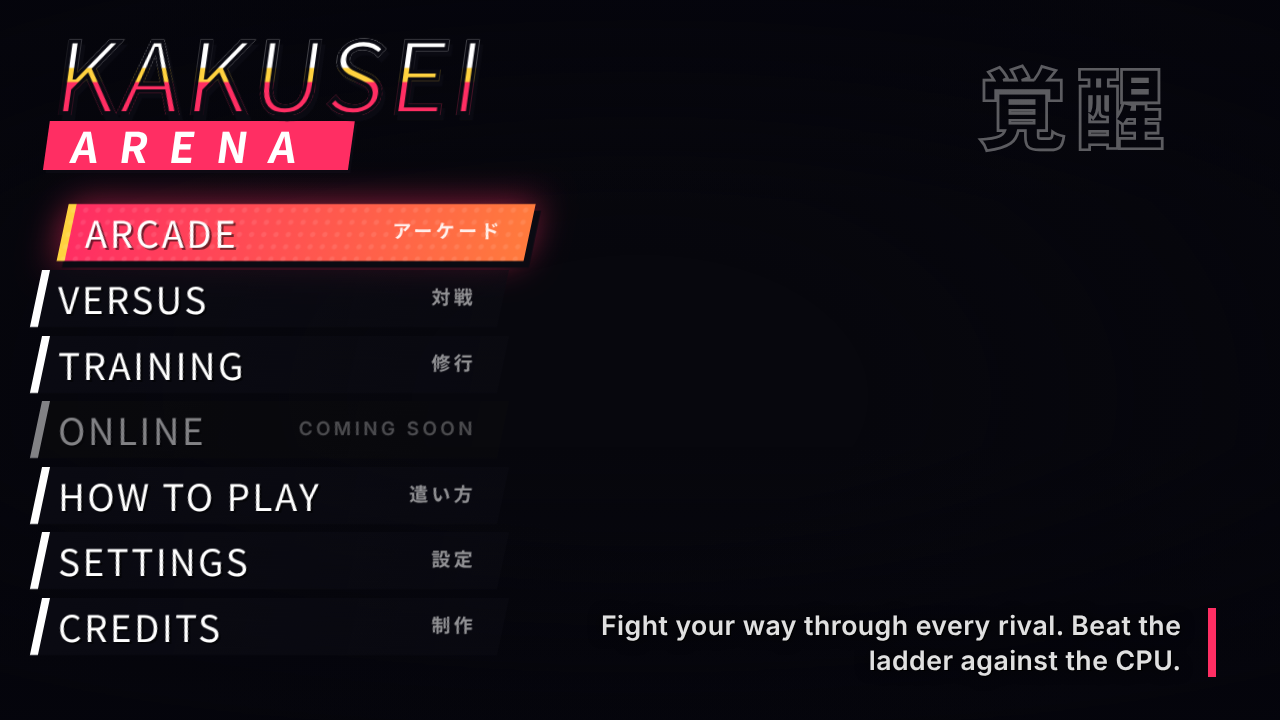 KAKUSEI
ARENA
覚醒
ARCADE アーケード
VERSUS 対戦
TRAINING 修行
ONLINE COMING SOON
HOW TO PLAY 遣い方
SETTINGS 設定
CREDITS 制作
Fight your way through every rival. Beat the
ladder against the CPU.